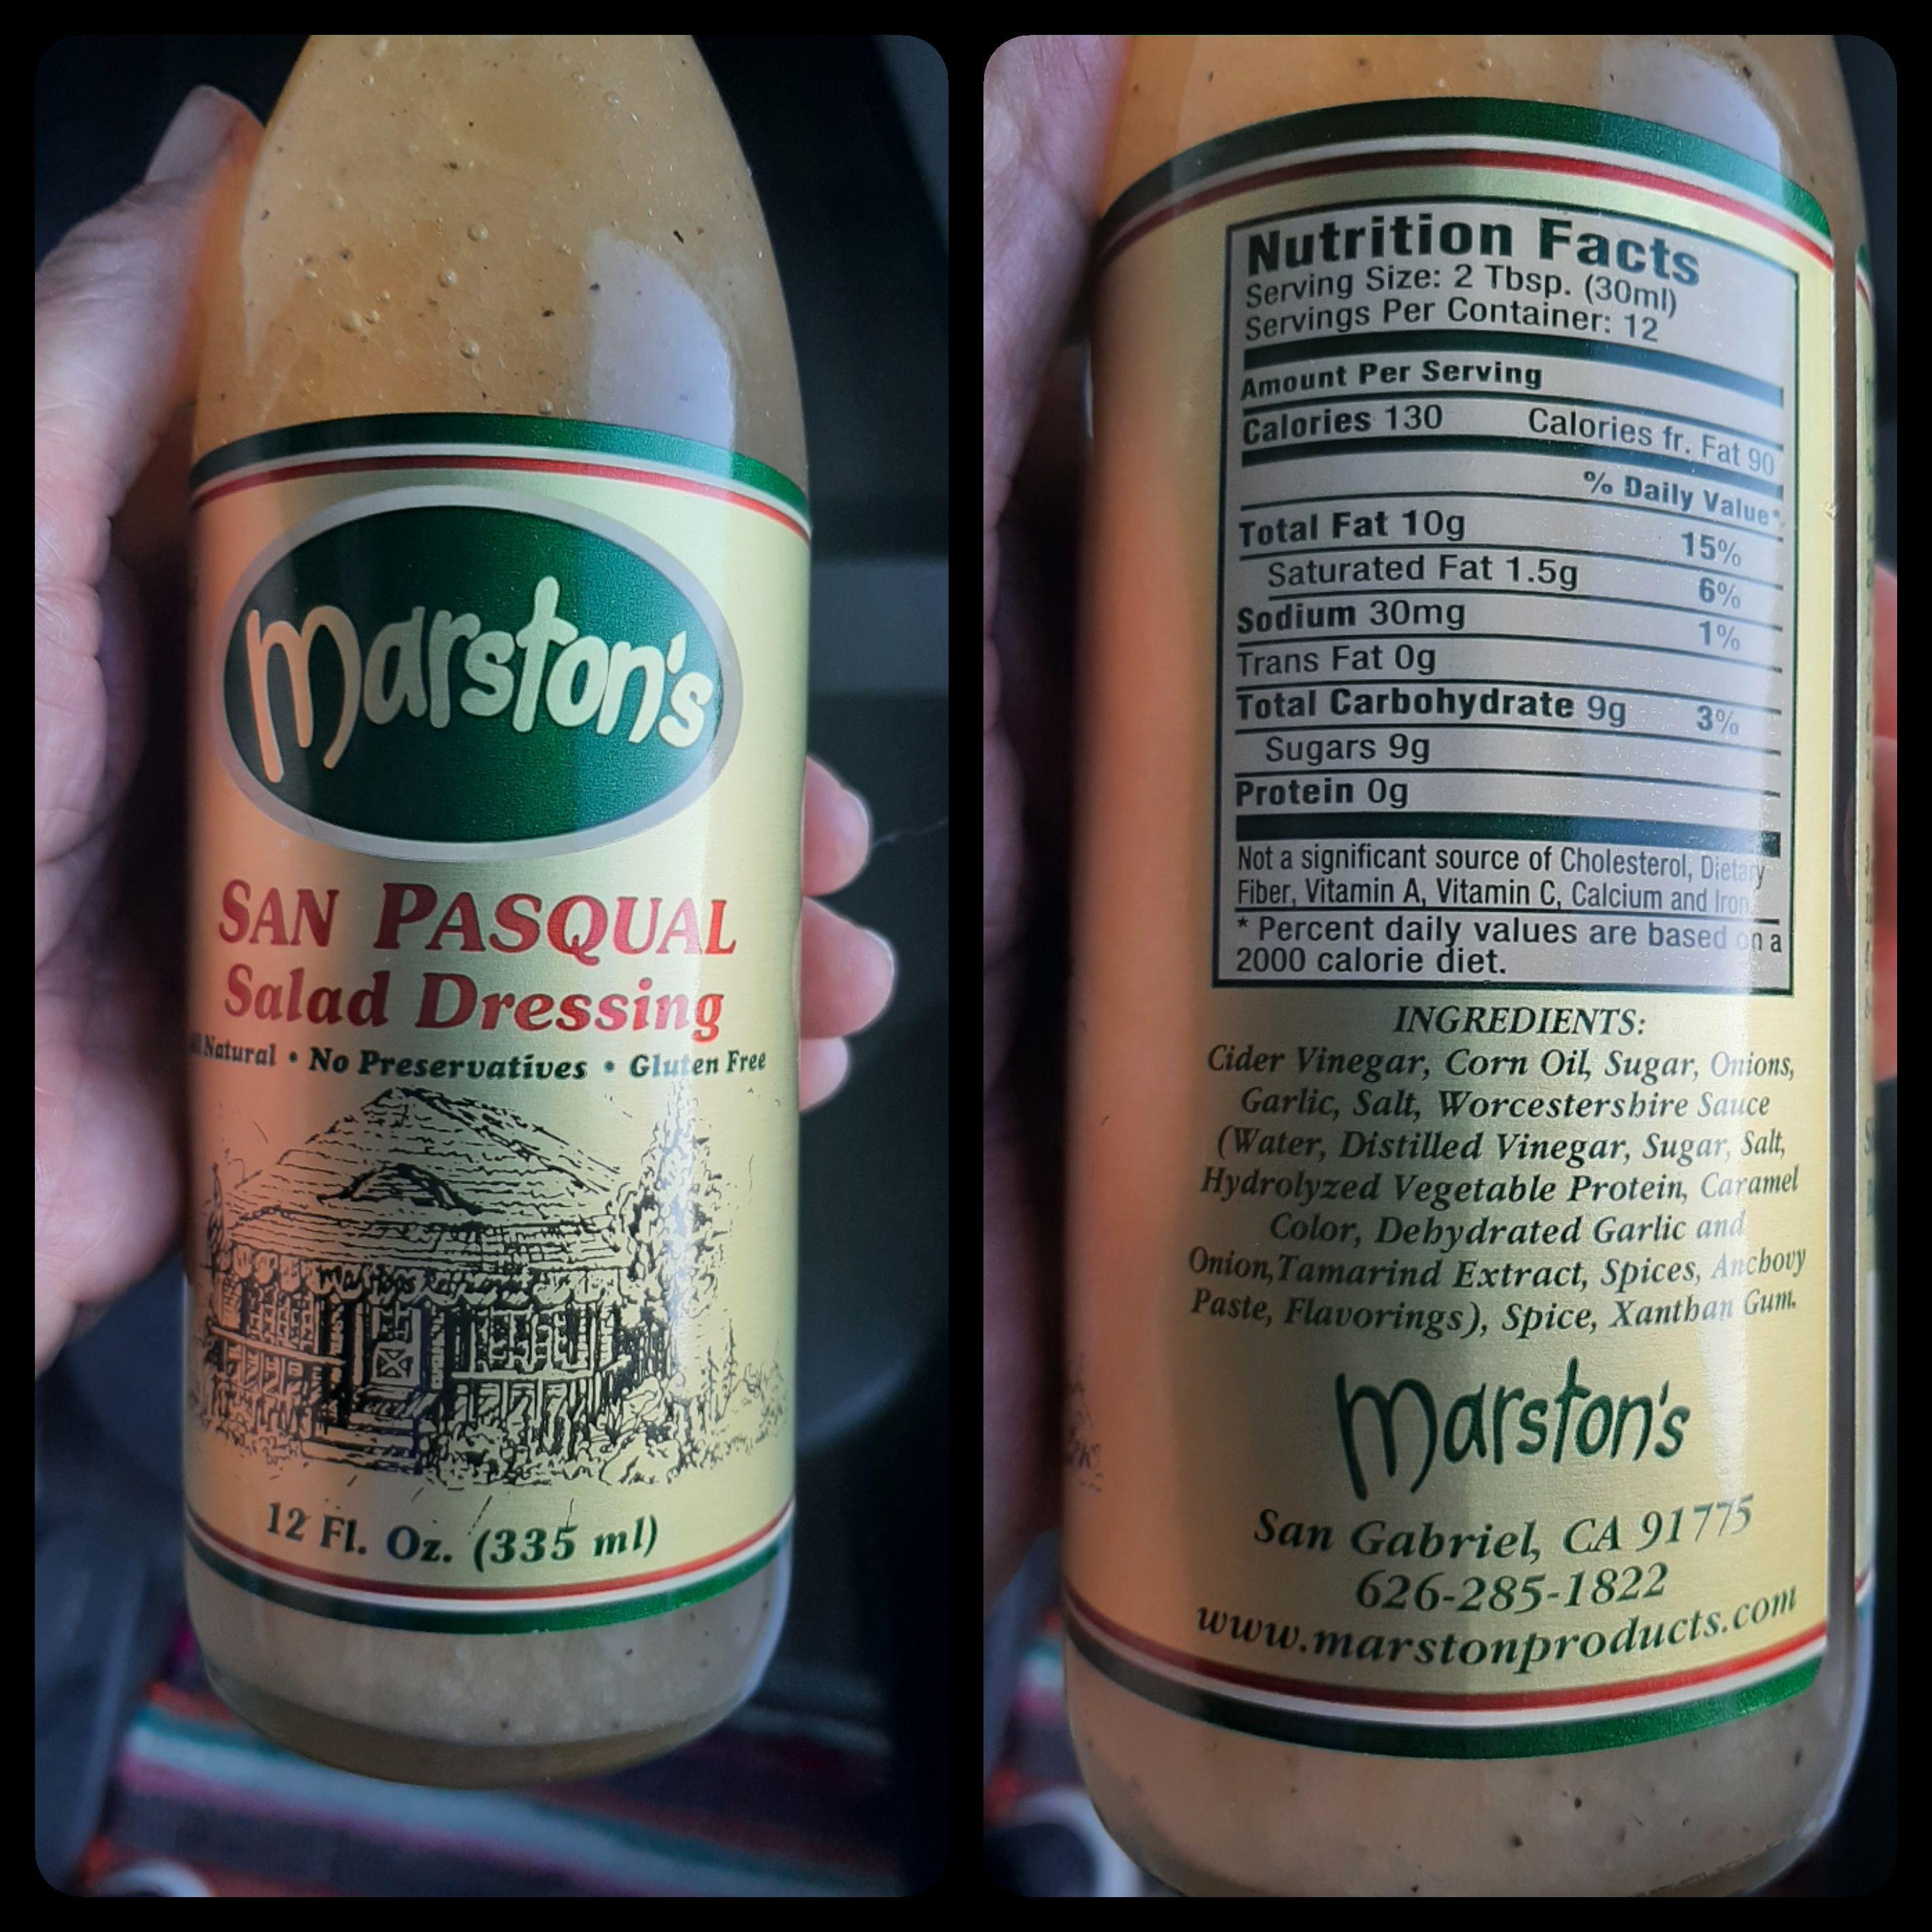 Marston's
SAN PASQUAL
Salad Dressing
Natural • No Preservatives • Gluten Free
12 Fl. Oz. (335 ml)
Nutrition Facts
Serving Size: 2 Tbsp. (30ml)
Servings Per Container: 12
Amount Per Serving
Calories 130 Calories fr. Fat 90
% Daily Value*
Total Fat 10g 15%
Saturated Fat 1.5g 6%
Sodium 30mg 1%
Trans Fat 0g
Total Carbohydrate 9g 3%
Sugars 9g
Protein 0g
Not a significant source of Cholesterol, Dietary
Fiber, Vitamin A, Vitamin C, Calcium and Iron
* Percent daily values are based on a
2000 calorie diet.
INGREDIENTS:
Cider Vinegar, Corn Oil, Sugar, Onions,
Garlic, Salt, Worcestershire Sauce
(Water, Distilled Vinegar, Sugar, Salt,
Hydrolyzed Vegetable Protein, Caramel
Color, Dehydrated Garlic and
Onion,Tamarind Extract, Spices, Anchovy
Paste, Flavorings), Spice, Xanthan Gum.
Marston's
San Gabriel, CA 91775
626-285-1822
www.marstonproducts.com